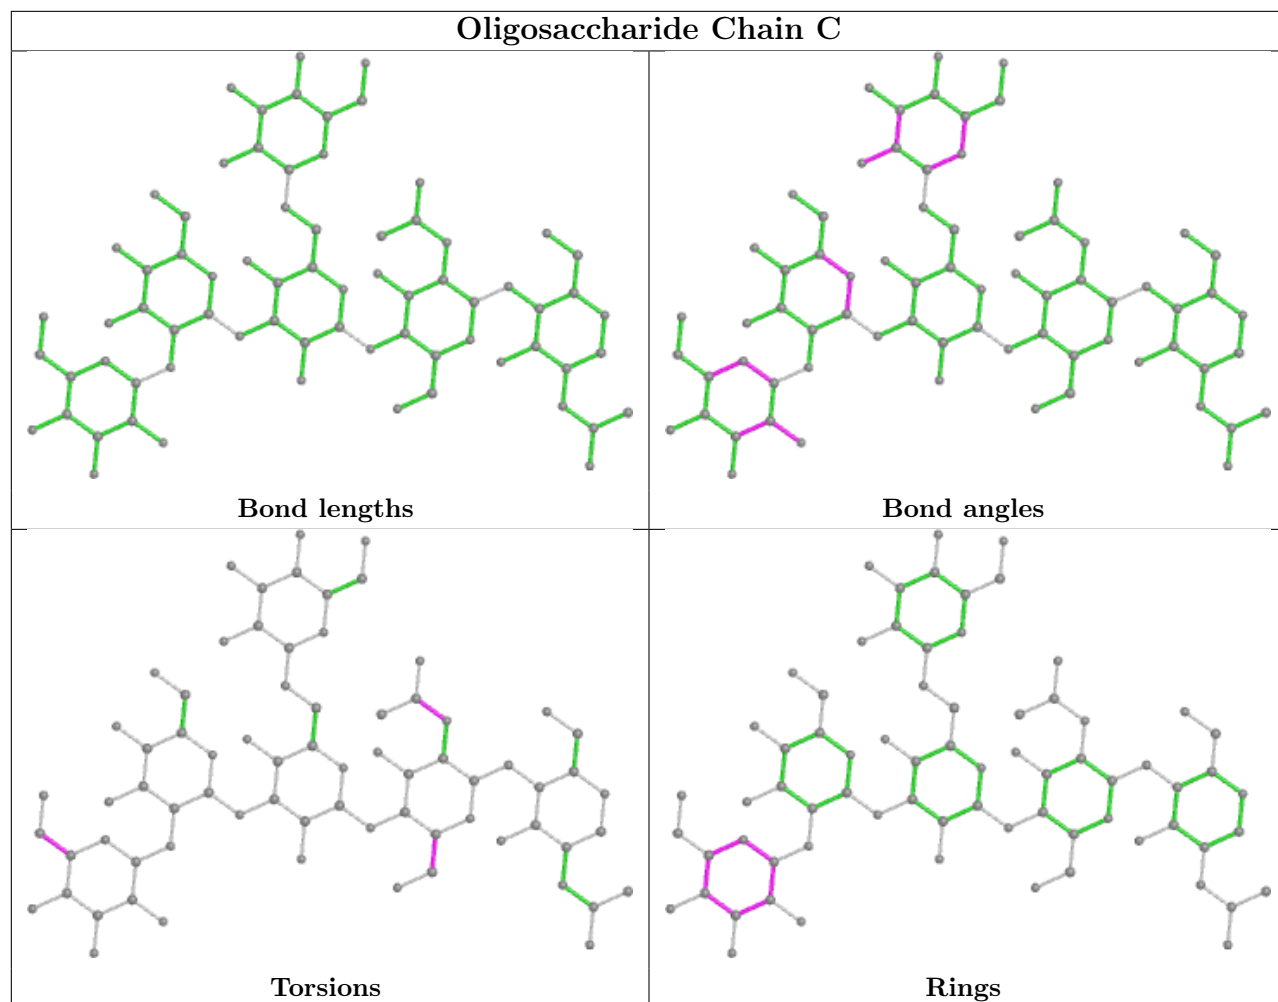 Oligosaccharide Chain C
Bond lengths
Bond angles
Torsions
Rings